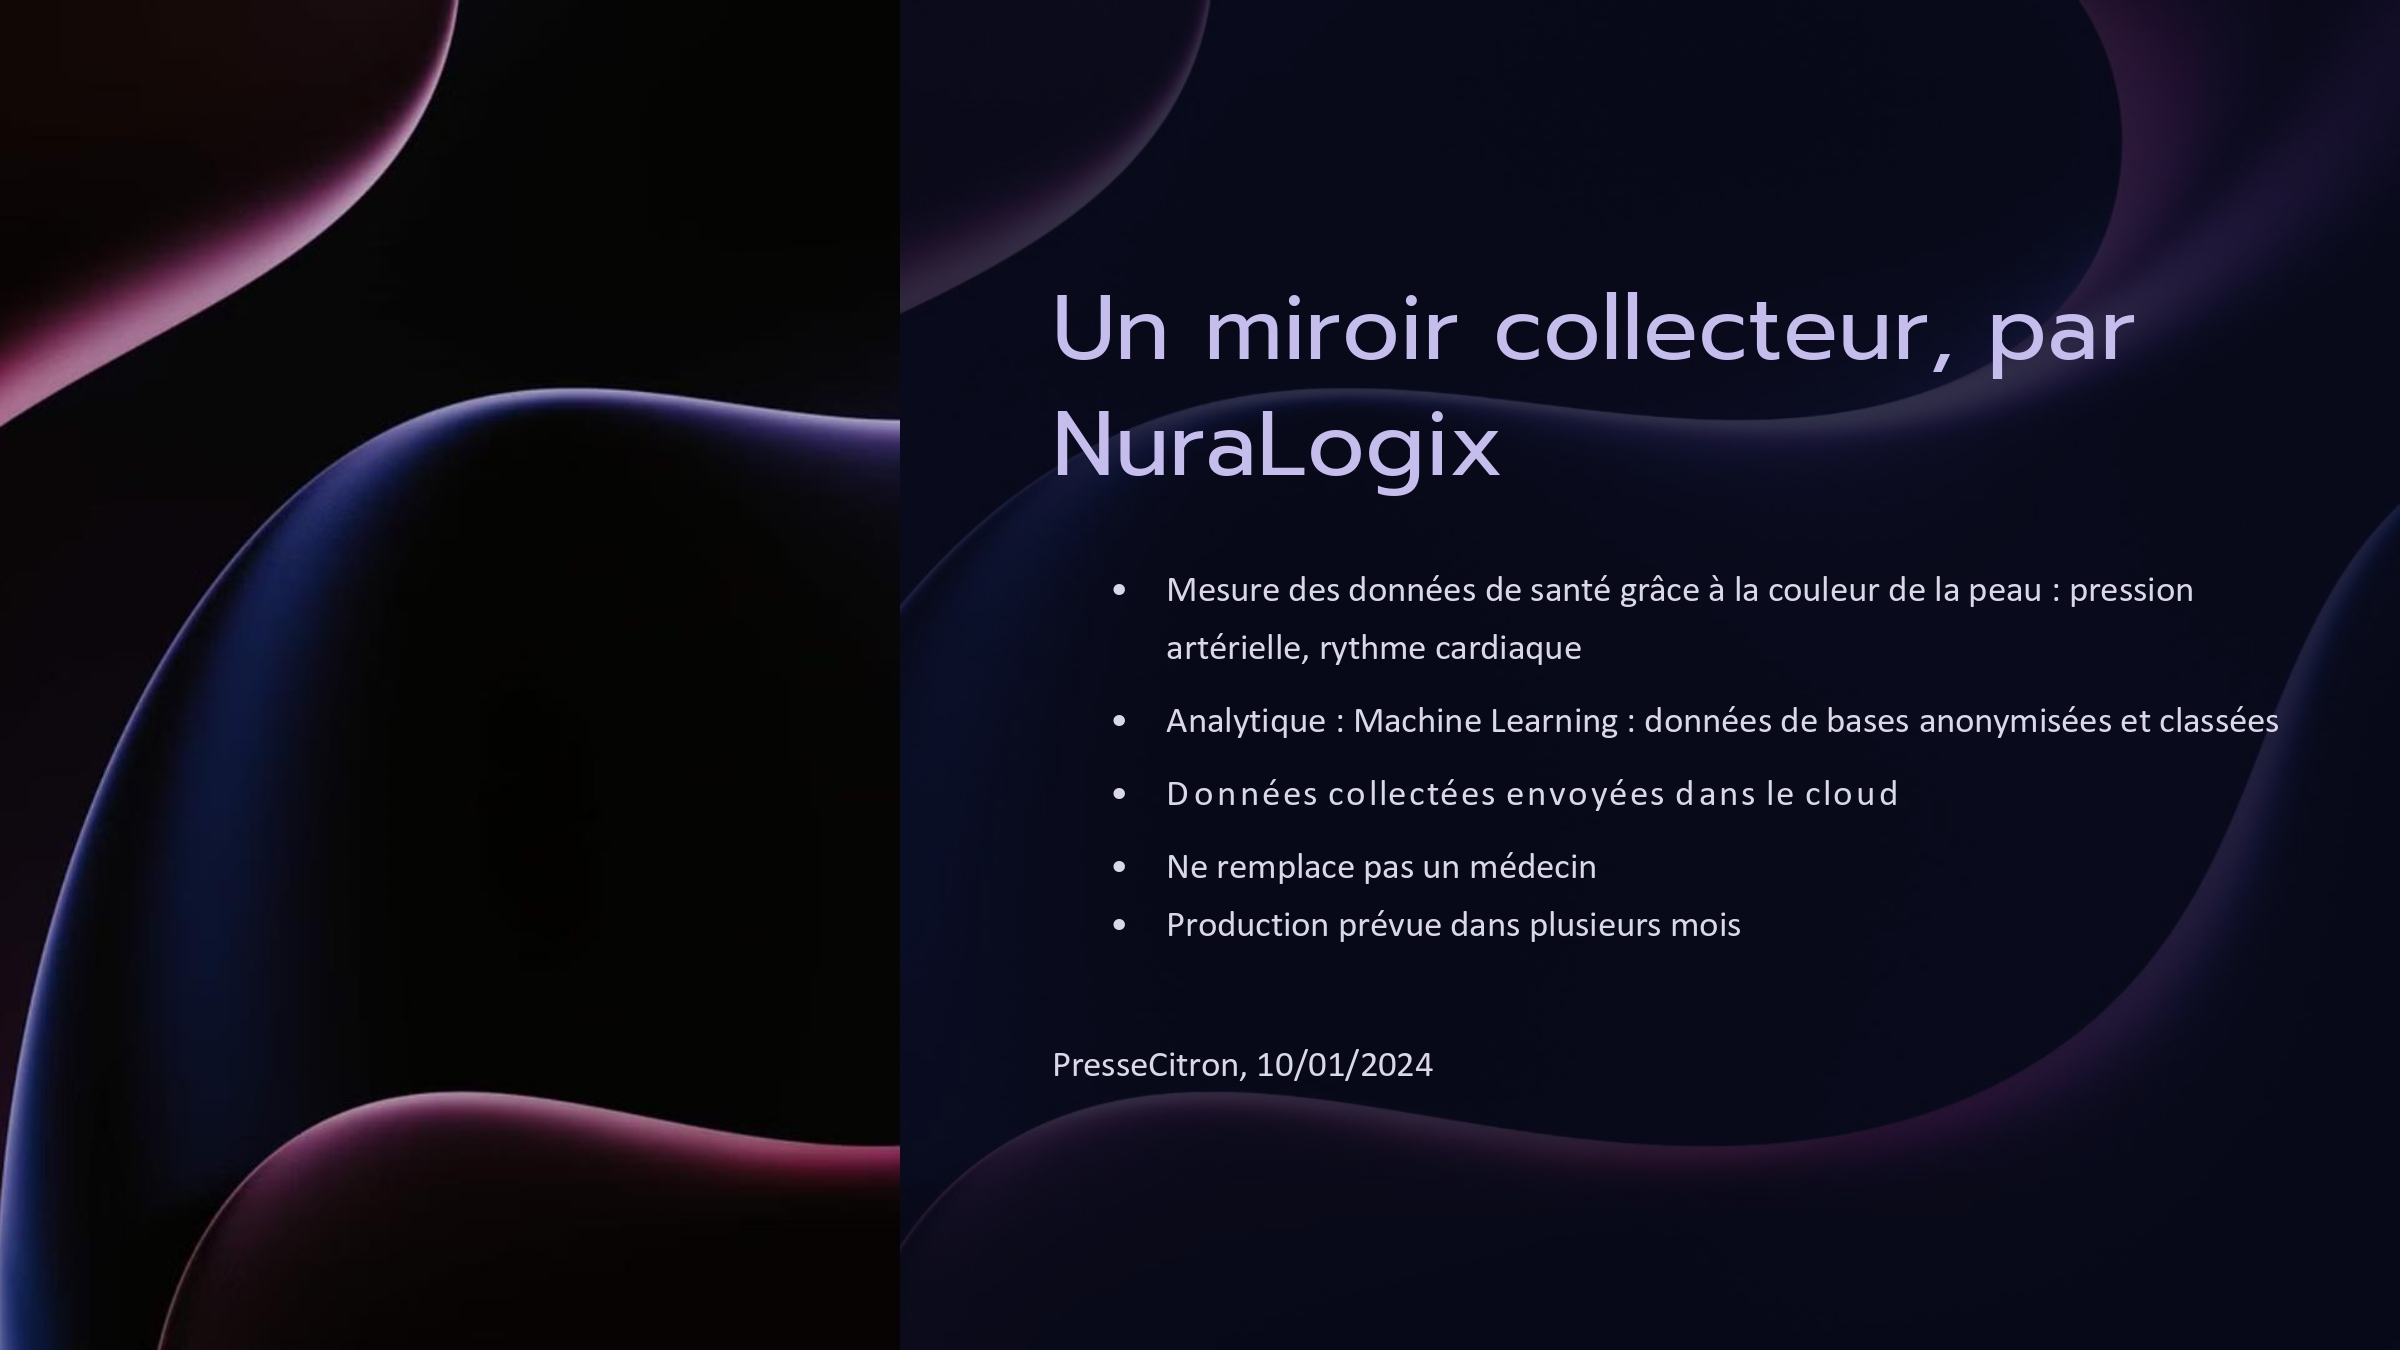 Un miroir collecteur, par
NuraLogix
• Mesure des données de santé grâce à la couleur de la peau : pression
artérielle, rythme cardiaque
• Analytique : Machine Learning : données de bases anonymisées et classées
• Données collectées envoyées dans le cloud
• Ne remplace pas un médecin
• Production prévue dans plusieurs mois
PresseCitron, 10/01/2024